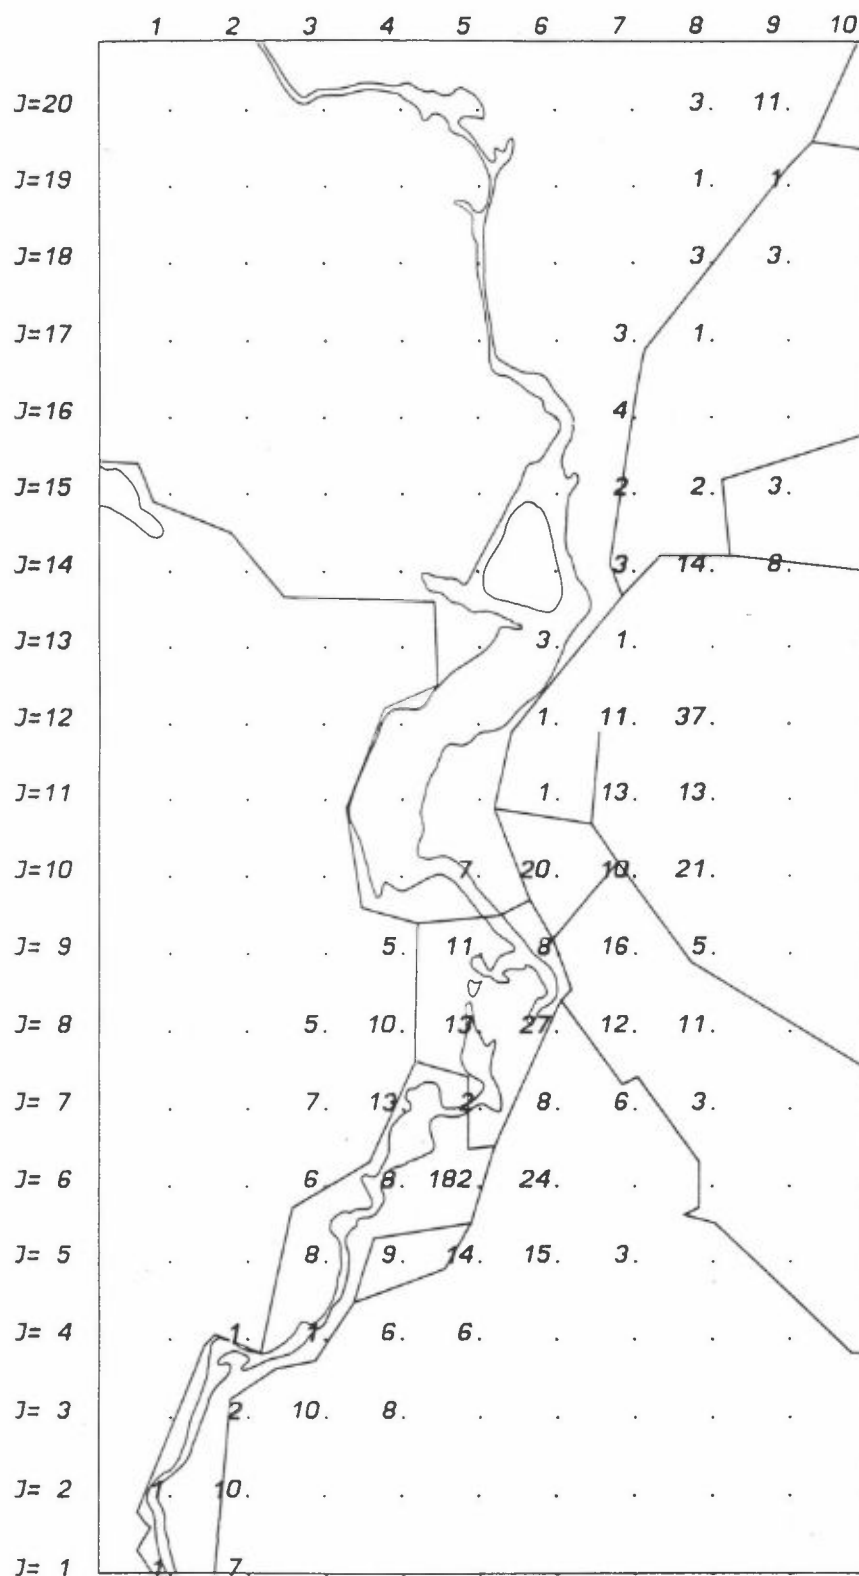 1 2 3 4 5 6 7 8 9 10
J=20 3. 11.
J=19 1. 1.
J=18 3. 3.
J=17 3. 1.
J=16 4.
J=15 2. 2. 3.
J=14 3. 14. 8.
J=13 3. 1.
J=12 1. 11. 37.
J=11 1. 13. 13.
J=10 7. 20. 10. 21.
J= 9 5. 11. 8. 16. 5.
J= 8 5. 10. 13. 27. 12. 11.
J= 7 7. 13. 2. 8. 6. 3.
J= 6 6. 8. 182. 24.
J= 5 8. 9. 14. 15. 3.
J= 4 1. 1. 6. 6.
J= 3 2. 10. 8.
J= 2 1. 10.
J= 1 1. 7.